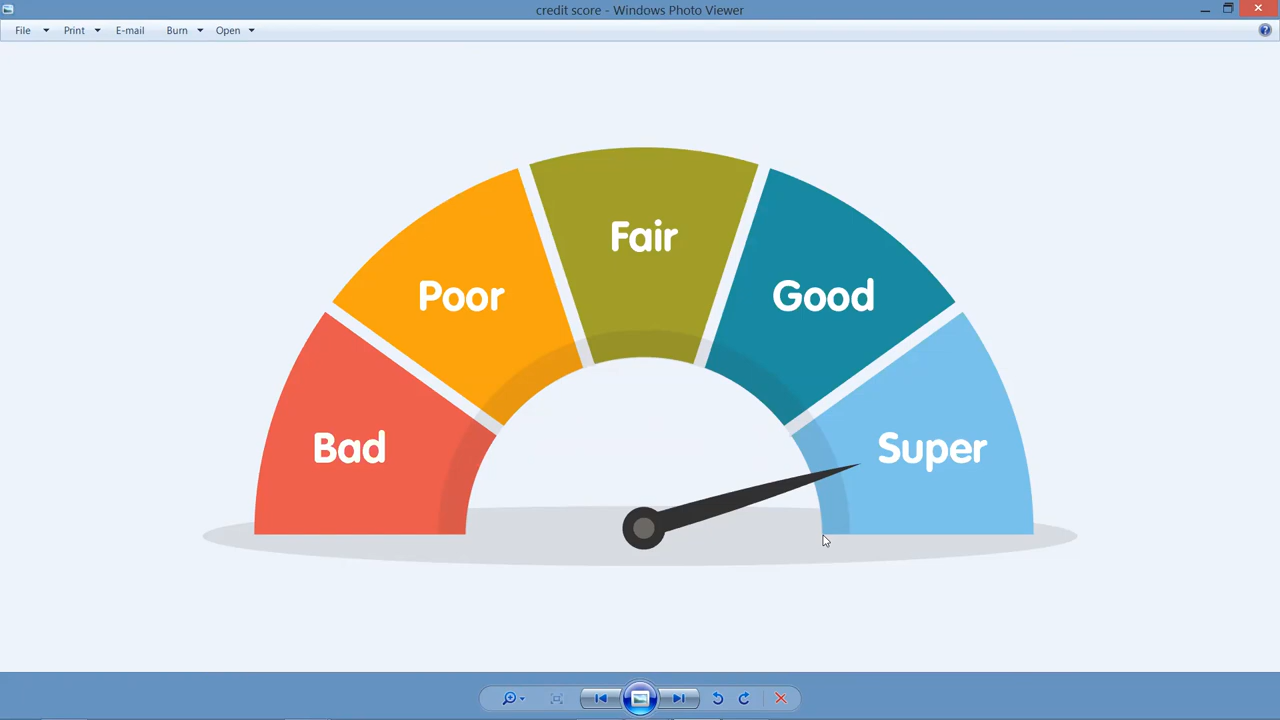 credit score - Windows Photo Viewer
File Print E-mail Burn Open
Fair
Poor
Good
Bad
Super